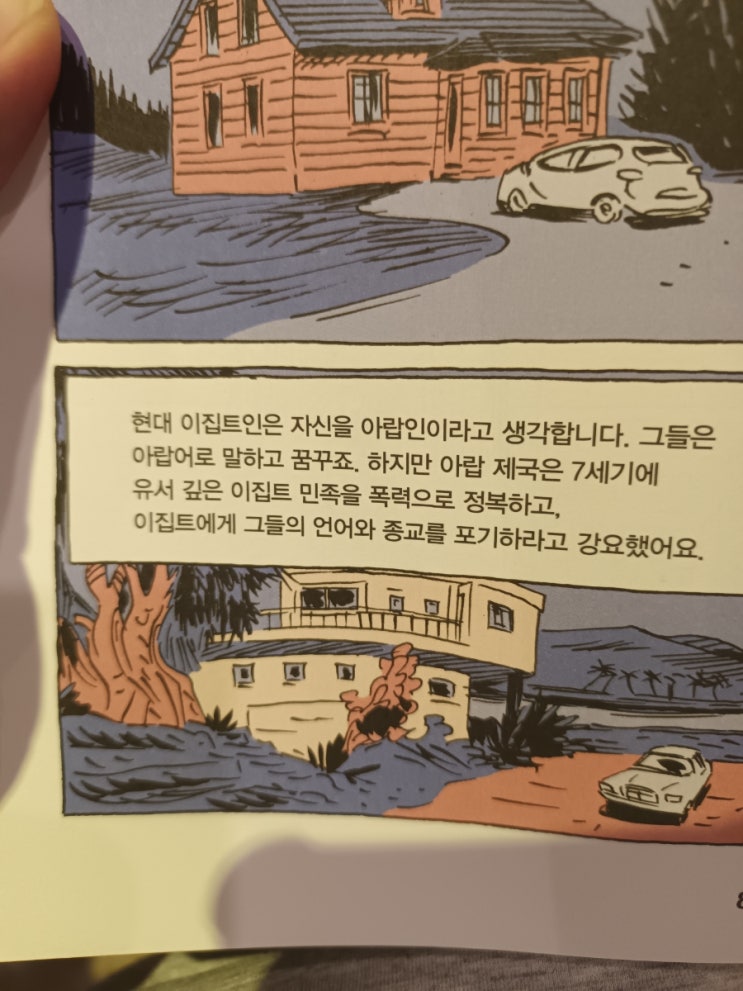 현대 이집트인은 자신을 아랍인이라고 생각합니다. 그들은
아랍어로 말하고 꿈꾸죠. 하지만 아랍 제국은 7세기에
유서 깊은 이집트 민족을 폭력으로 정복하고,
이집트에게 그들의 언어와 종교를 포기하라고 강요했어요.